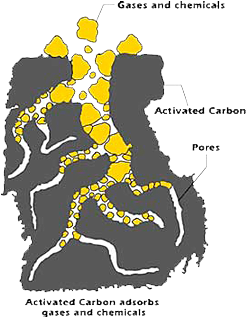 Gases and chemicals
Activated Carbon
Pores
Activated Carbon adsorbs
gases and chemicals